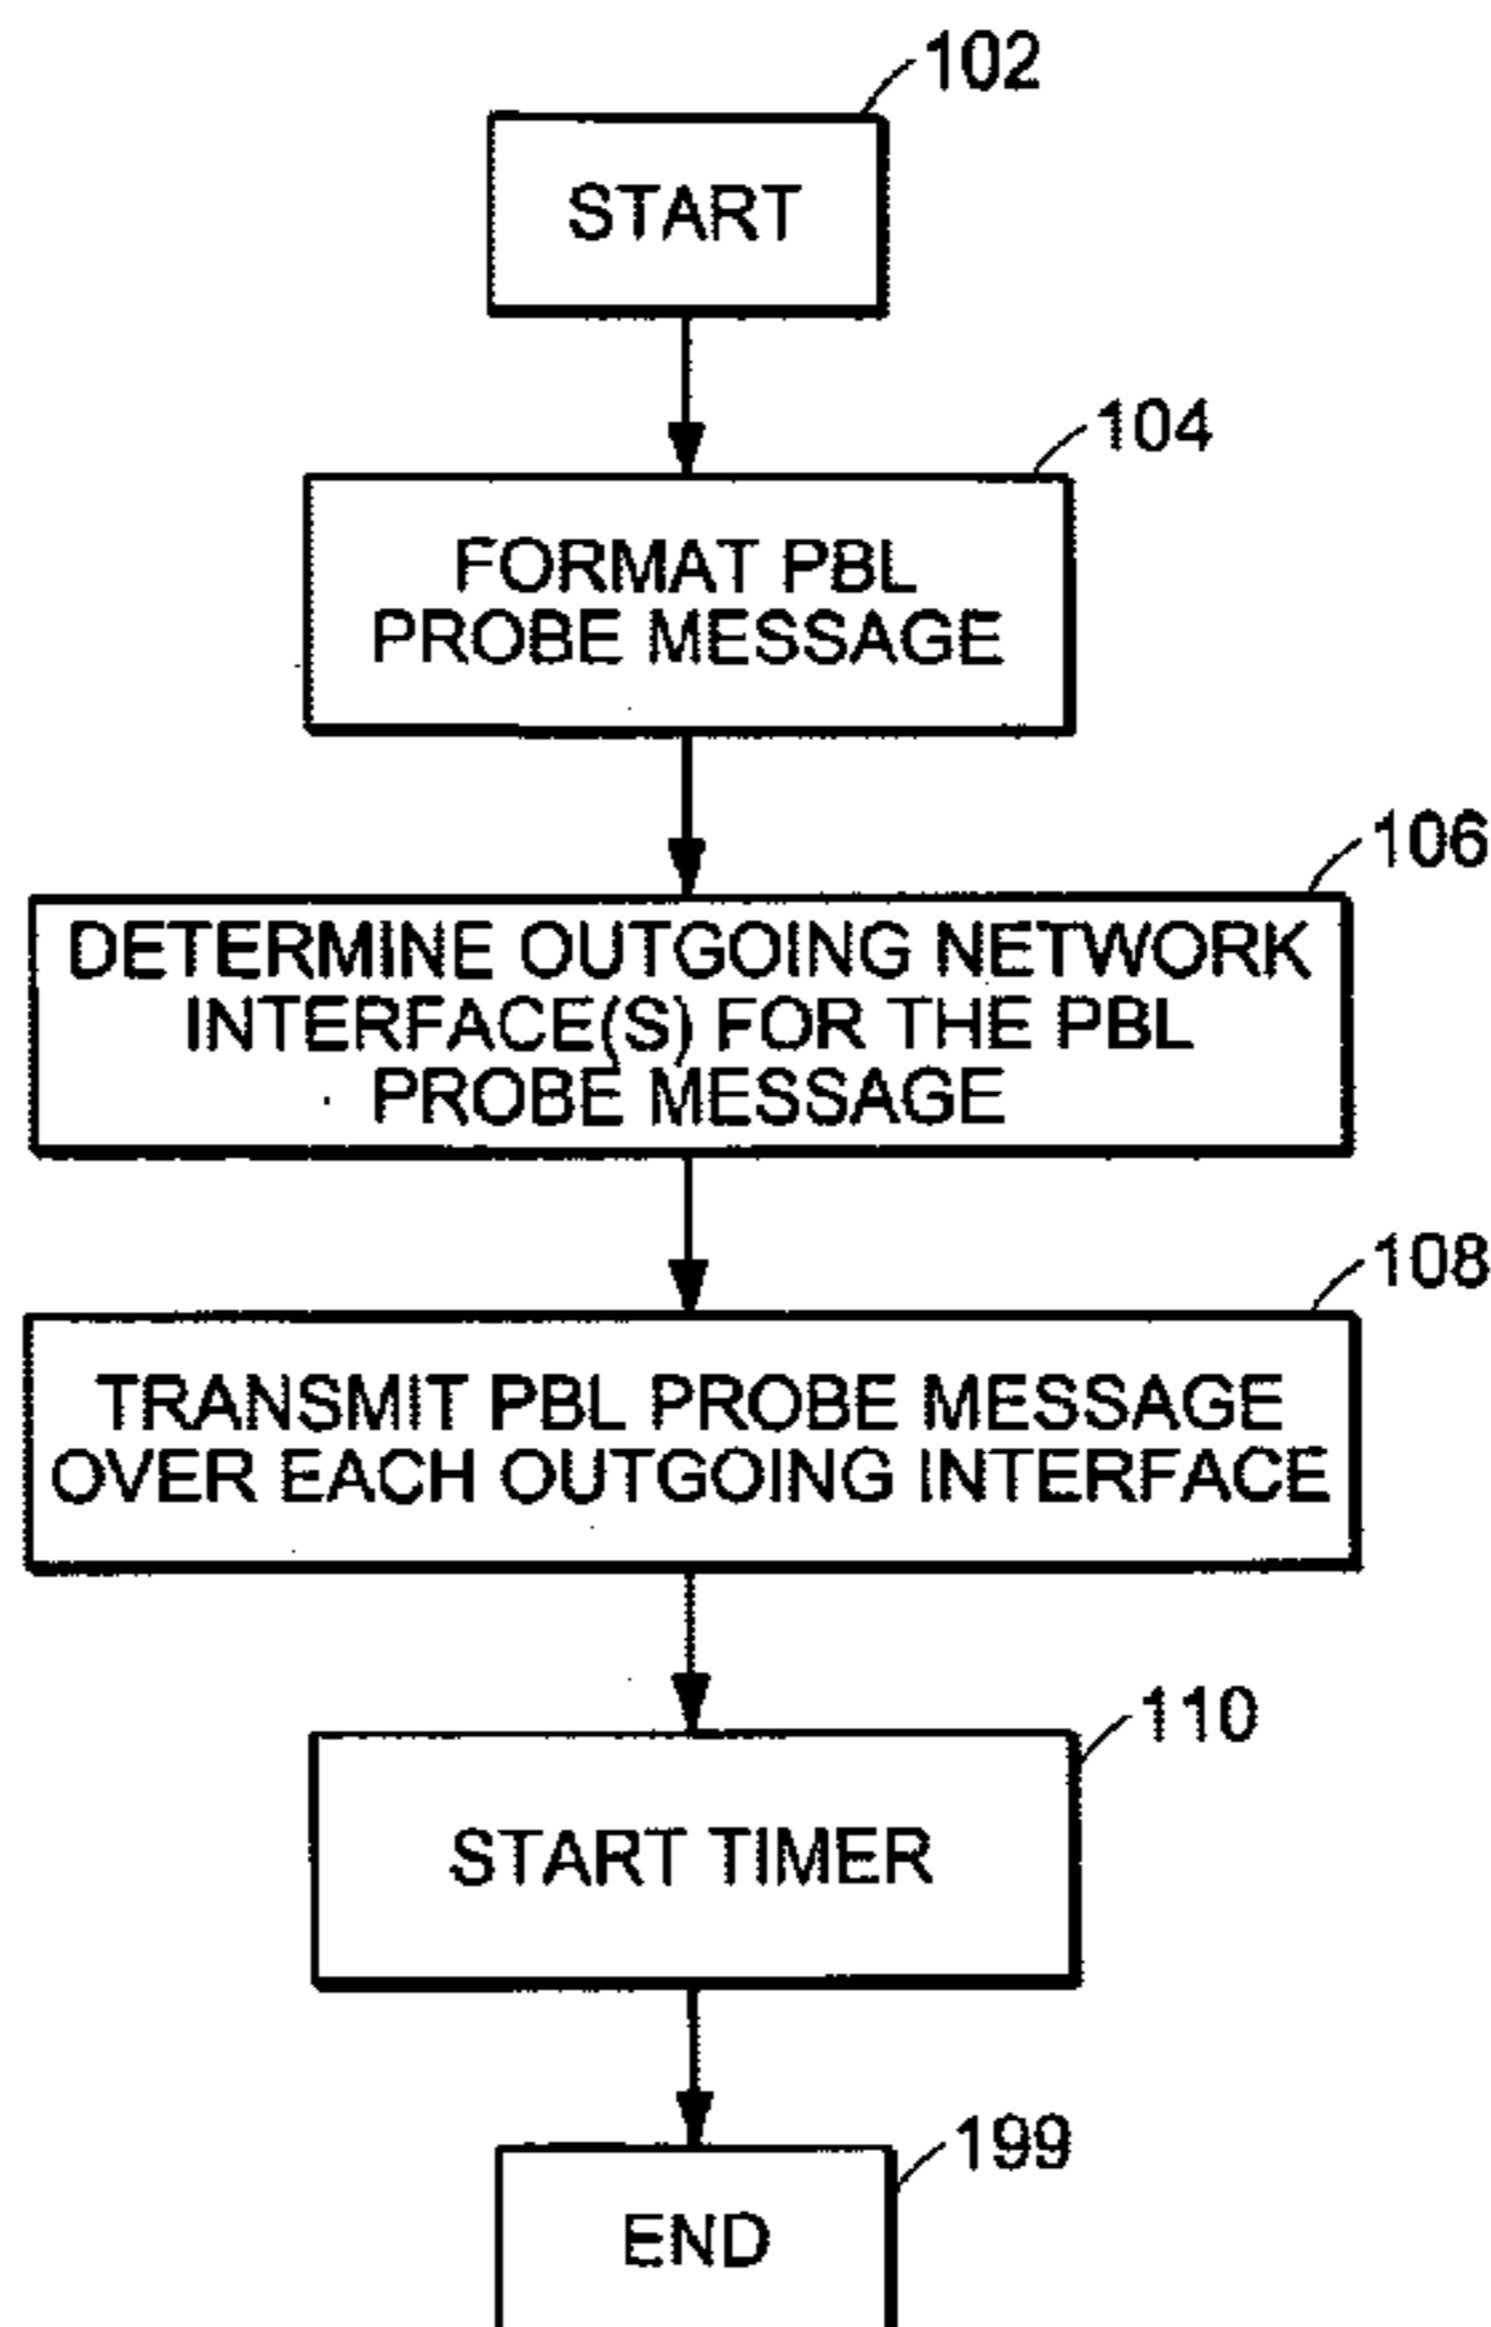 102
START
104
FORMAT PBL
PROBE MESSAGE
106
DETERMINE OUTGOING NETWORK
INTERFACE(S) FOR THE PBL
PROBE MESSAGE
108
TRANSMIT PBL PROBE MESSAGE
OVER EACH OUTGOING INTERFACE
110
START TIMER
199
END